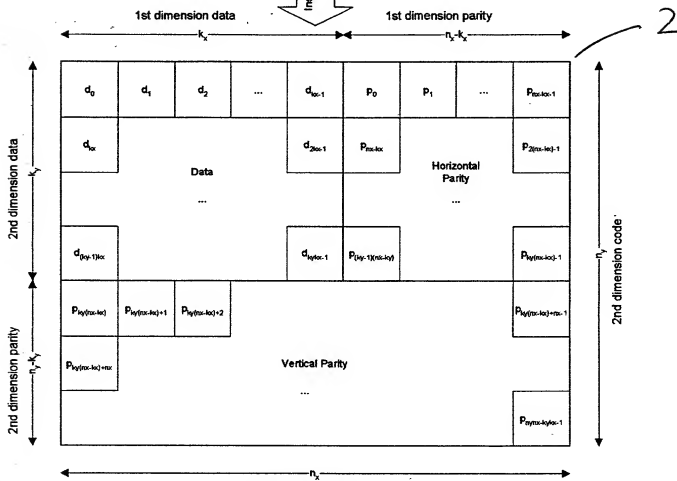 1st dimension data
1st dimension parity
2
k_x
n_x-k_x
d_0 d_1 d_2 ... d_kx-1 p_0 p_1 ... p_nx-kx-1
d_kx d_2kx-1 p_nx-kx p_2(nx-kx)-1
Data
...
Horizontal
Parity
...
d_(ky-1)kx d_kykx-1 p_(ky-1)(nx-ky) p_ky(nx-kx)-1
p_ky(nx-kx) p_ky(nx-kx)+1 p_ky(nx-kx)+2 p_ky(nx-kx)+nx-1
p_ky(nx-kx)+nx
Vertical Parity
...
p_nynx-kykx-1
2nd dimension data
k_y
2nd dimension parity
n_y-k_y
n_y
2nd dimension code
n_x